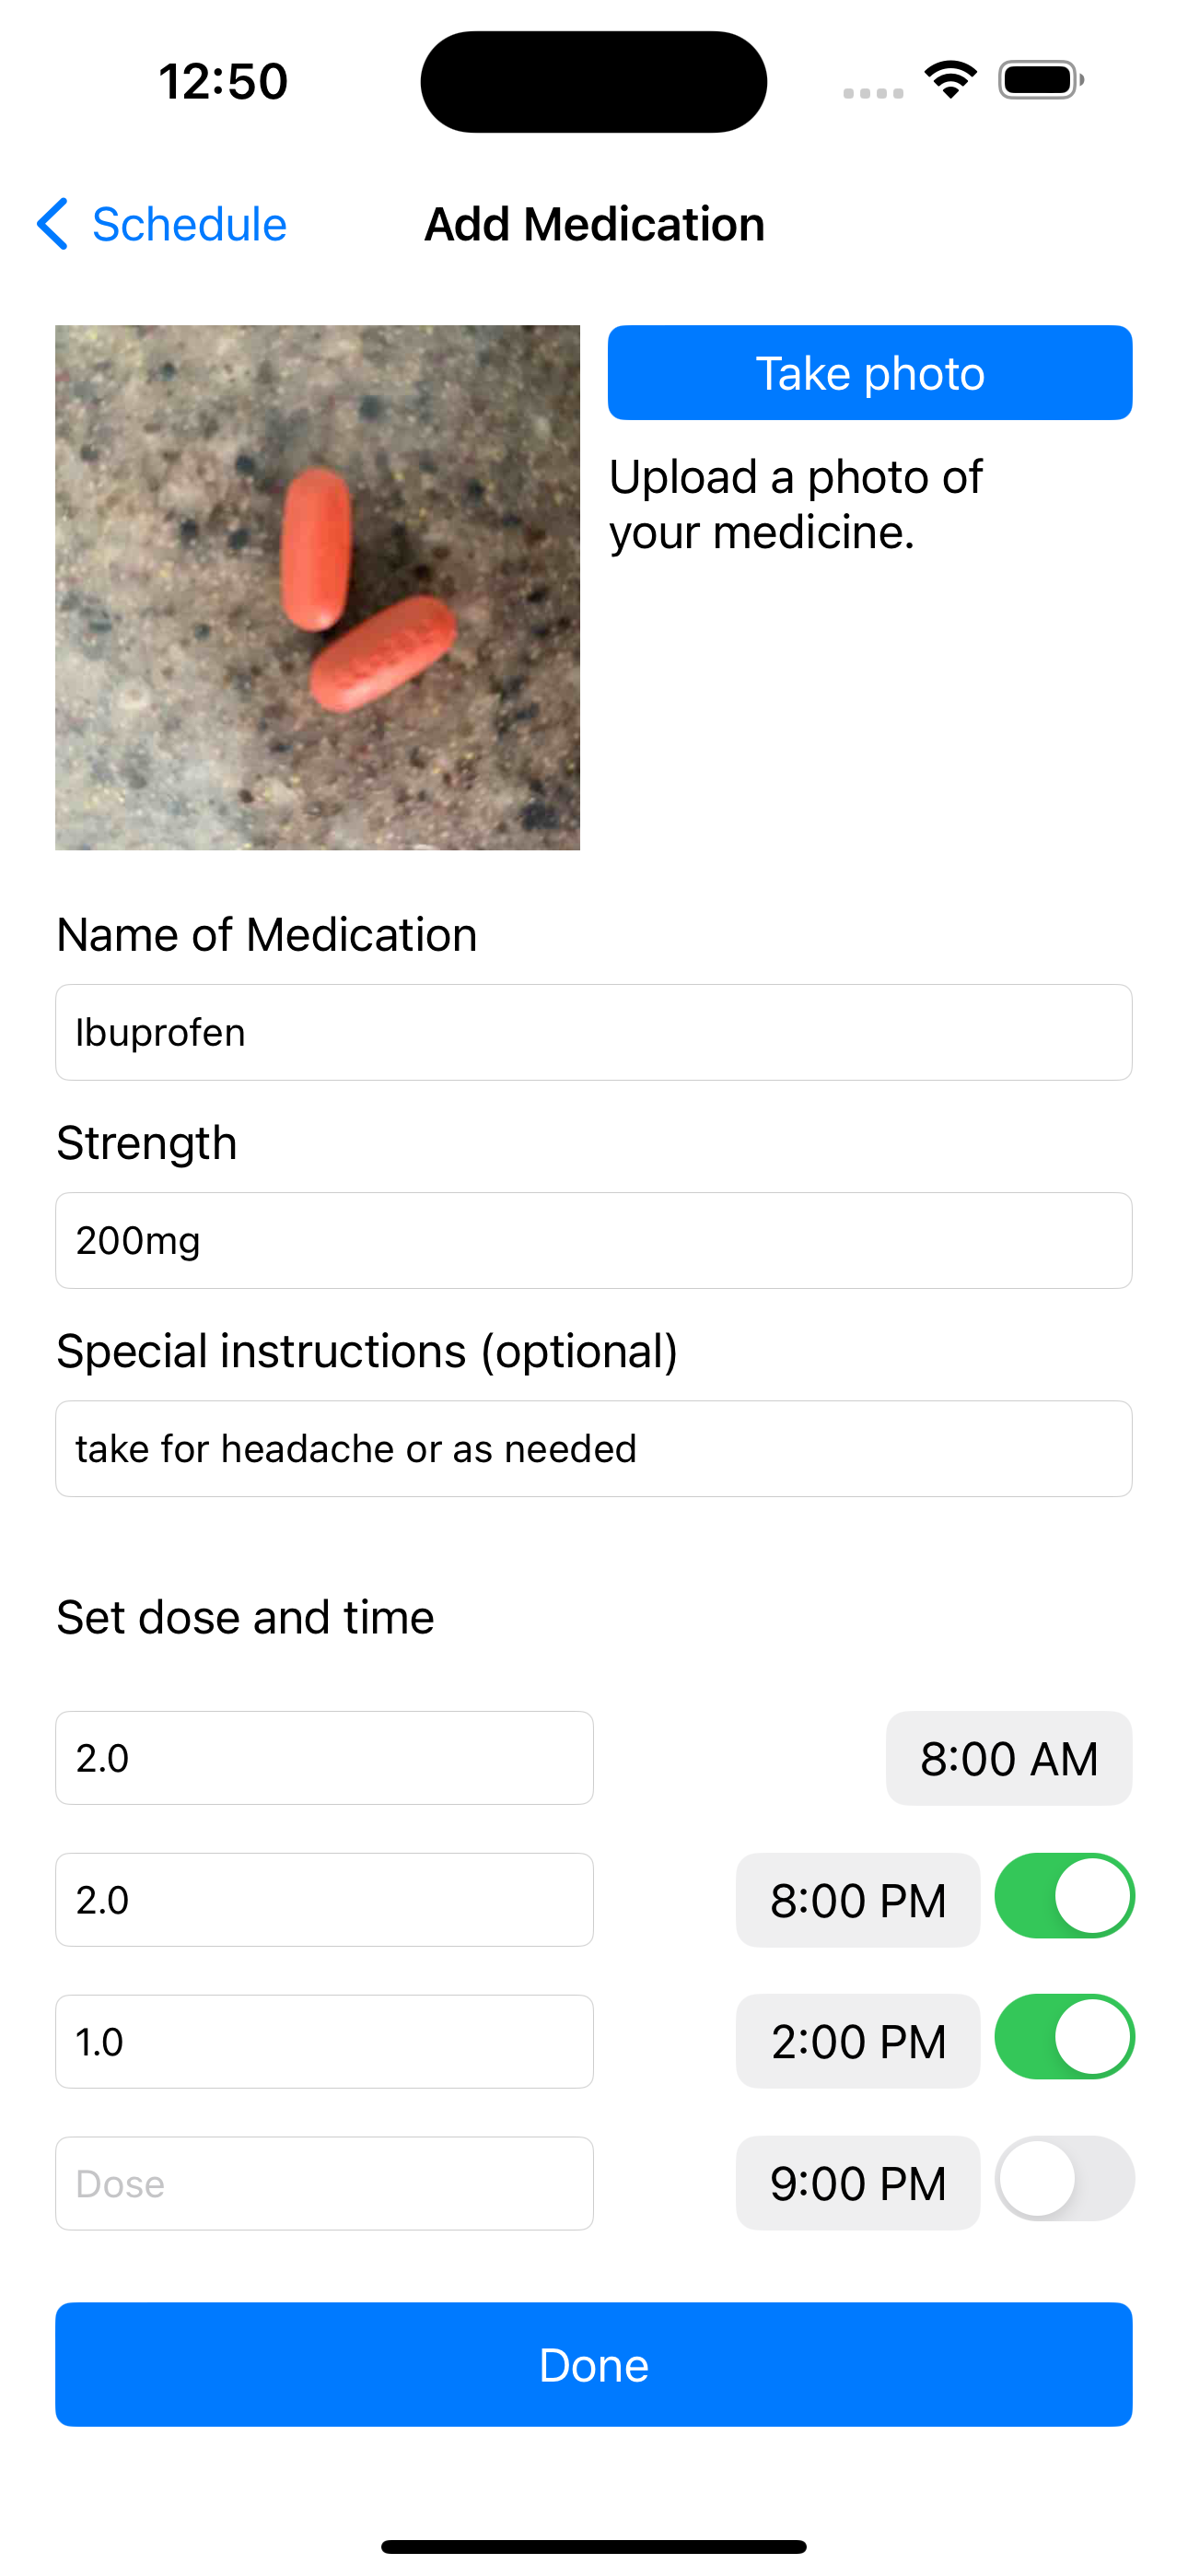 12:50
Schedule
Add Medication
Take photo
Upload a photo of
your medicine.
Name of Medication
Ibuprofen
Strength
200mg
Special instructions (optional)
take for headache or as needed
Set dose and time
2.0
8:00 AM
2.0
8:00 PM
1.0
2:00 PM
Dose
9:00 PM
Done